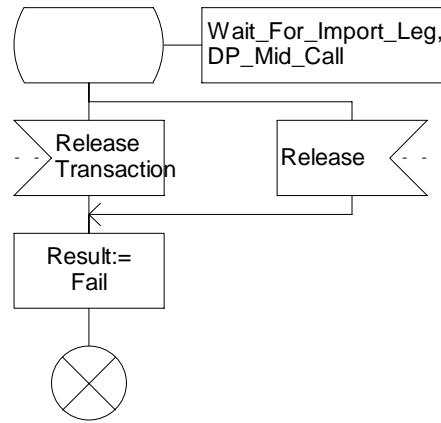 Wait_For_Import_Leg,
DP_Mid_Call
Release
Transaction
Release
Result:=
Fail